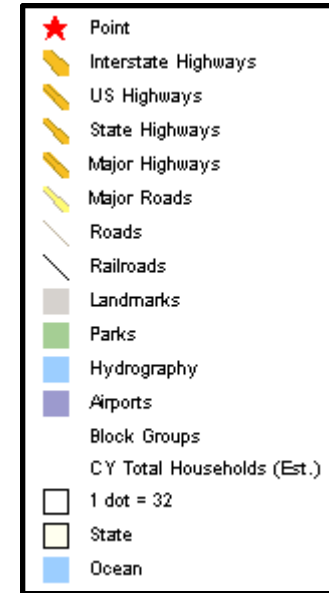 Point
Interstate Highways
US Highways
State Highways
Major Highways
Major Roads
Roads
Railroads
Landmarks
Parks
Hydrography
Airports
Block Groups
CY Total Households (Est.)
1 dot = 32
State
Ocean